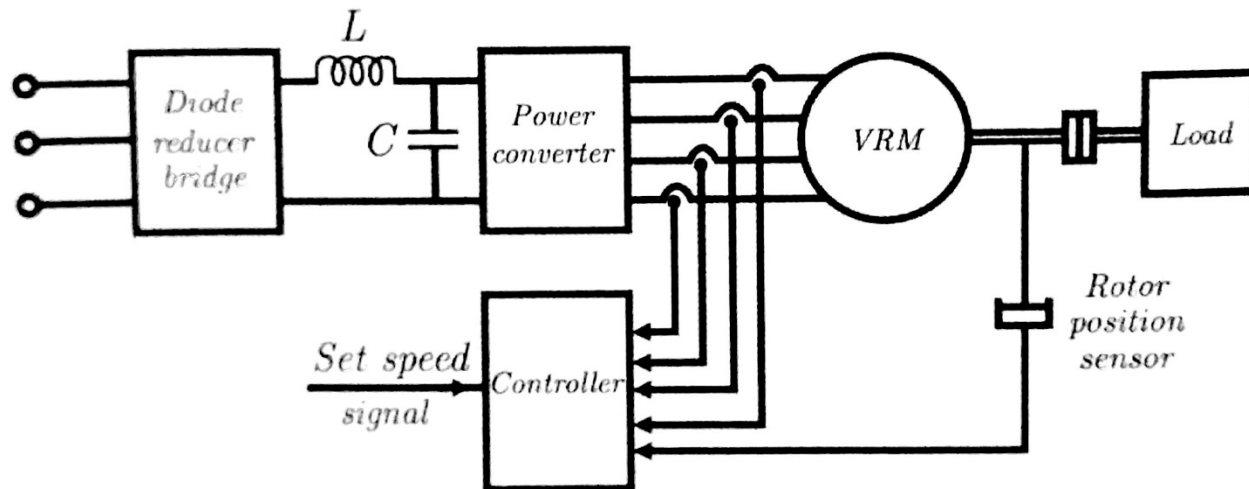 L
Diode
reducer
bridge
C
Power
converter
VRM
Load
Rotor
position
sensor
Set speed
signal
Controller